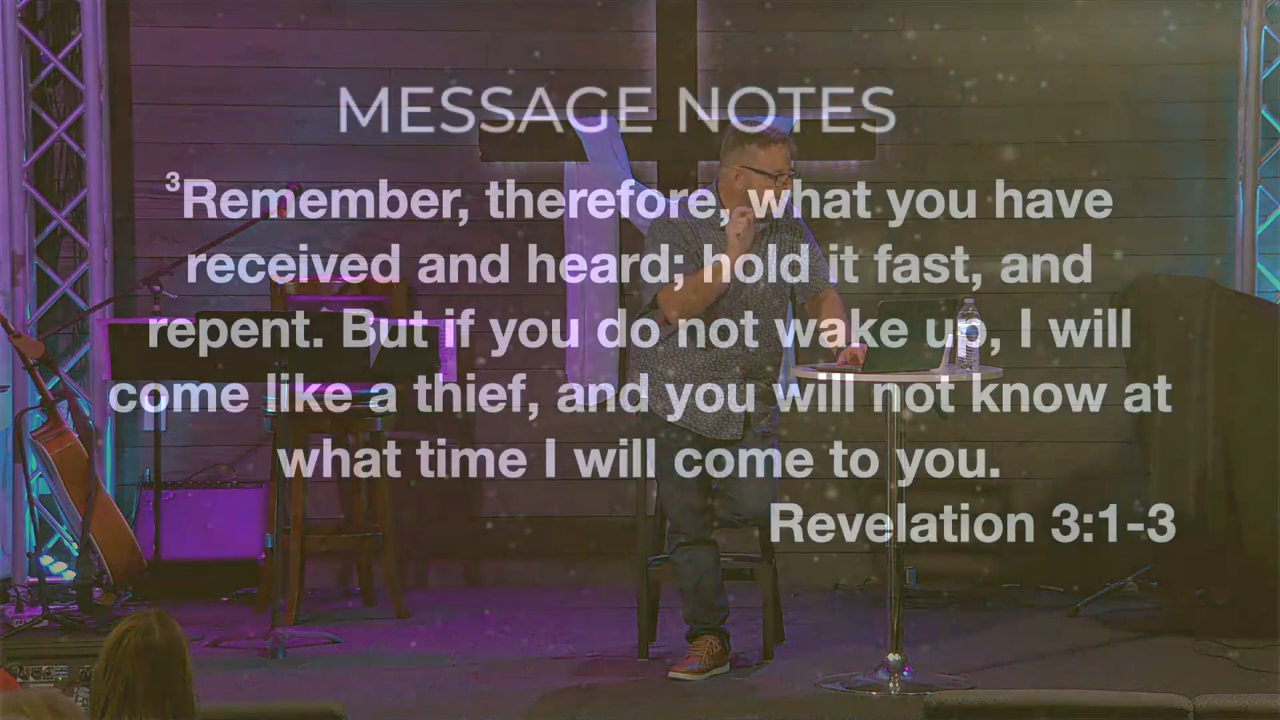 MESSAGE NOTES
³Remember, therefore, what you have
received and heard; hold it fast, and
repent. But if you do not wake up, I will
come like a thief, and you will not know at
what time I will come to you.
Revelation 3:1-3